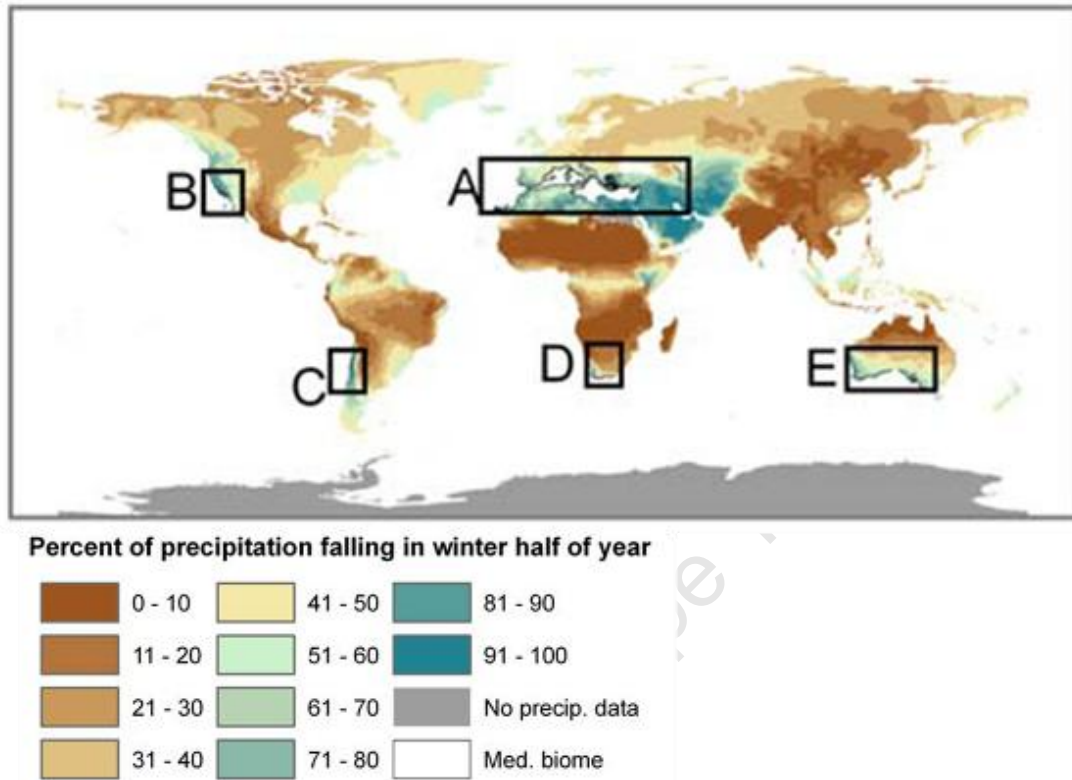 B
A
C
D
E
Percent of precipitation falling in winter half of year
0 - 10
41 - 50
81 - 90
11 - 20
51 - 60
91 - 100
21 - 30
61 - 70
No precip. data
31 - 40
71 - 80
Med. biome